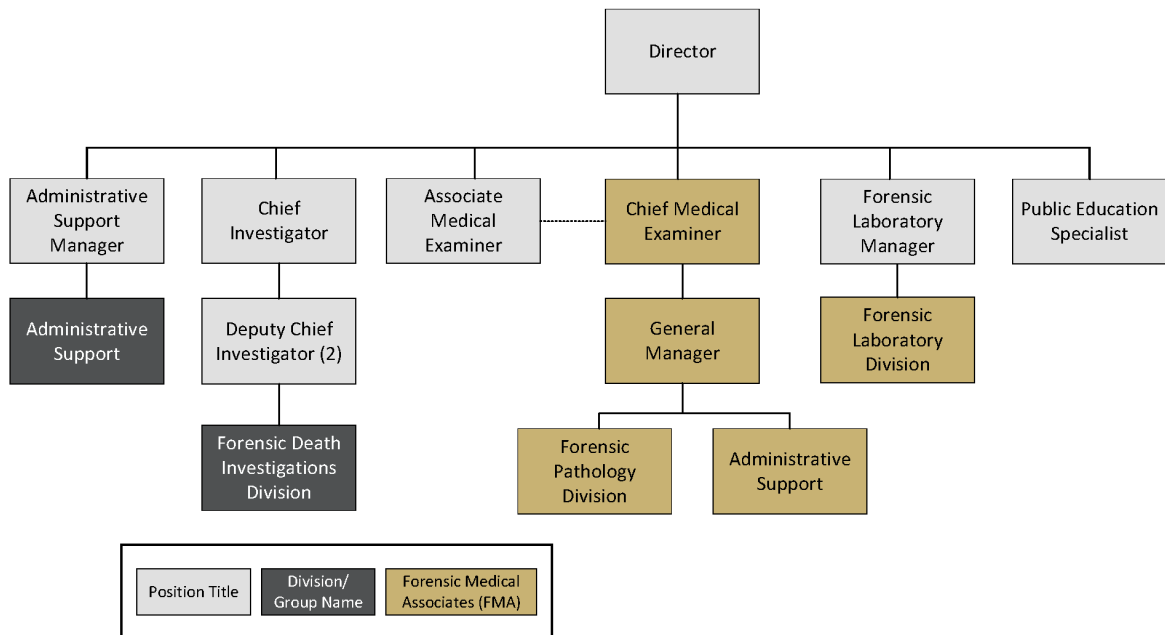 Director
Administrative
Support
Manager
Chief
Investigator
Associate
Medical
Examiner
Chief Medical
Examiner
Forensic
Laboratory
Manager
Public Education
Specialist
Administrative
Support
Deputy Chief
Investigator (2)
General
Manager
Forensic
Laboratory
Division
Forensic Death
Investigations
Division
Forensic
Pathology
Division
Administrative
Support
Position Title
Division/
Group Name
Forensic Medical
Associates (FMA)